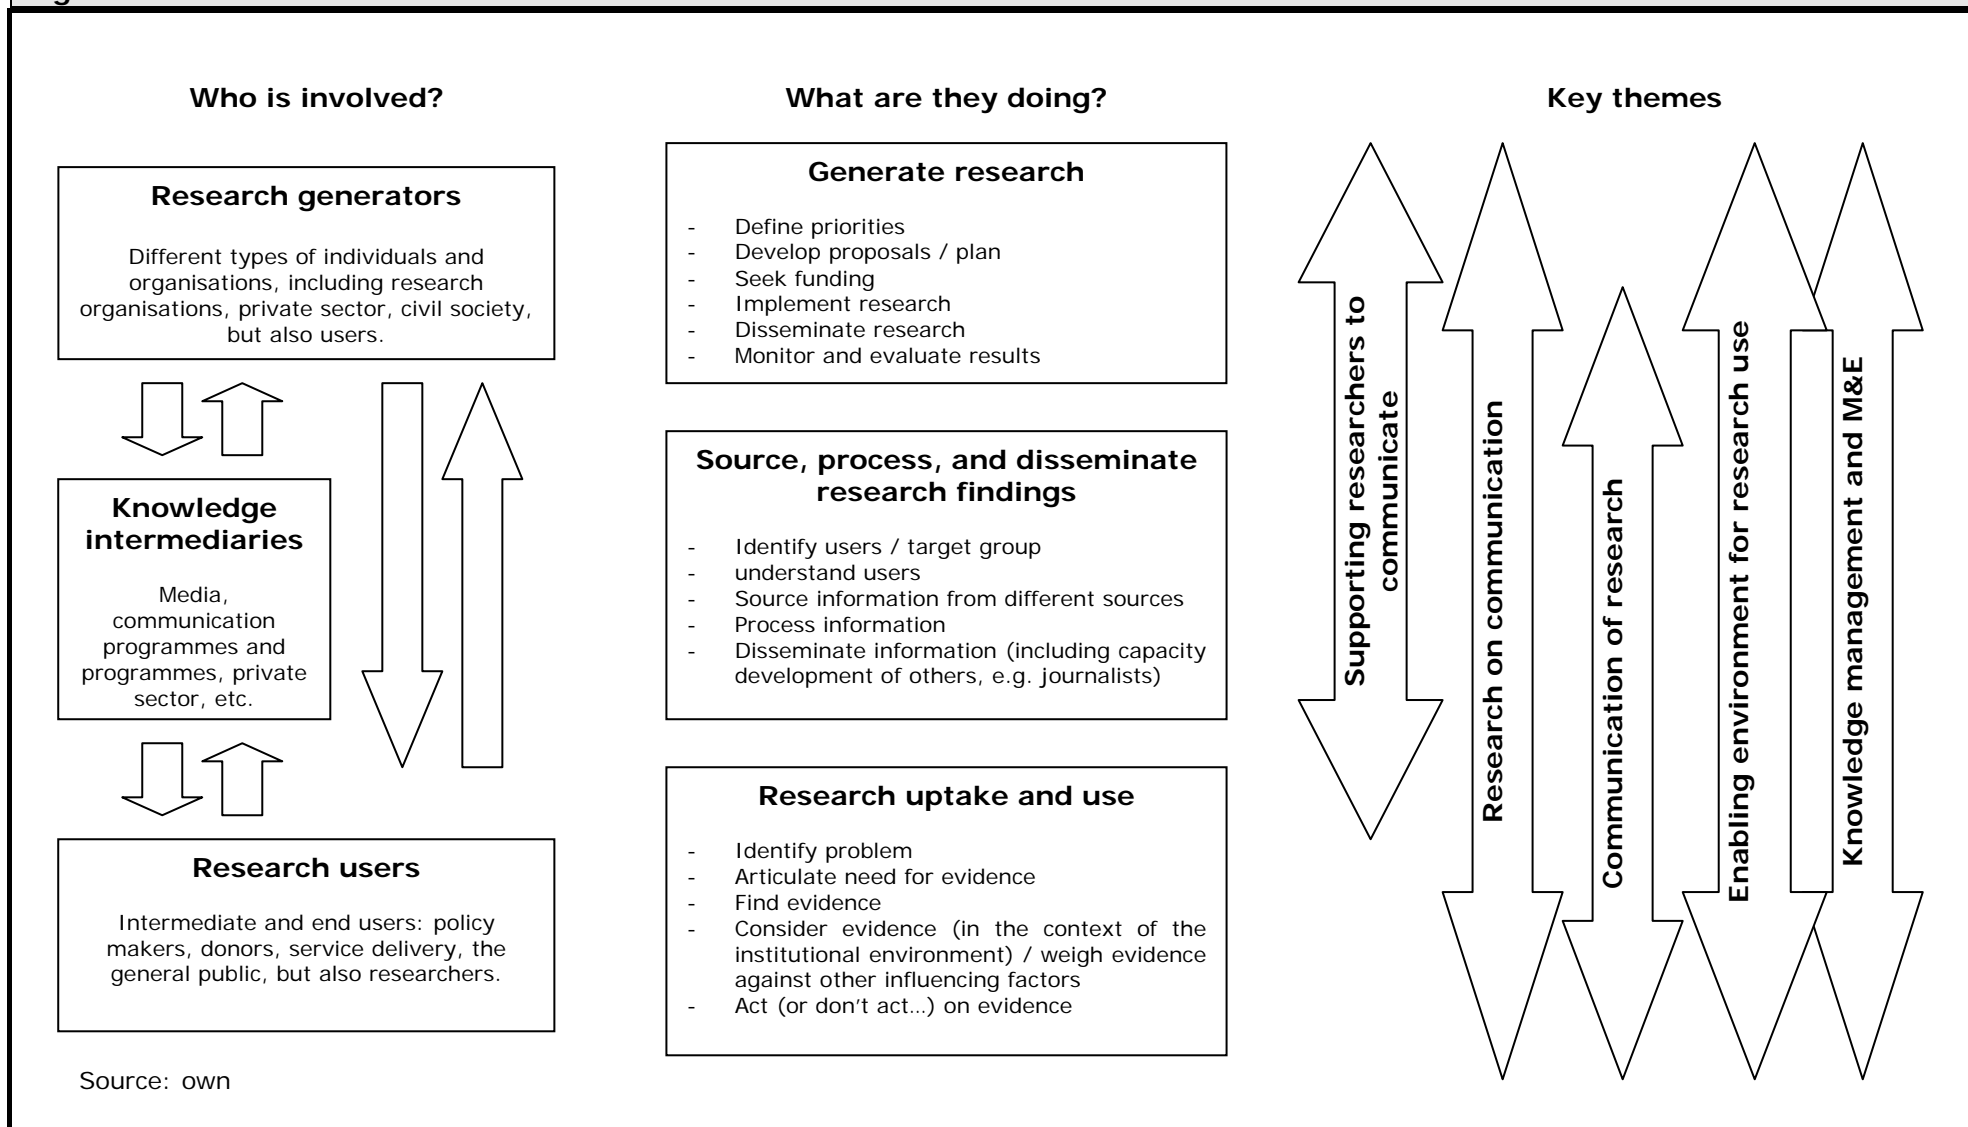 Who is involved?
What are they doing?
Key themes
Research generators
Different types of individuals and
organisations, including research
organisations, private sector, civil society,
but also users.
Knowledge
intermediaries
Media,
communication
programmes and
programmes, private
sector, etc.
Research users
Intermediate and end users: policy
makers, donors, service delivery, the
general public, but also researchers.
Source: own
Generate research
- Define priorities
- Develop proposals / plan
- Seek funding
- Implement research
- Disseminate research
- Monitor and evaluate results
Source, process, and disseminate
research findings
- Identify users / target group
- understand users
- Source information from different sources
- Process information
- Disseminate information (including capacity
development of others, e.g. journalists)
Research uptake and use
- Identify problem
- Articulate need for evidence
- Find evidence
- Consider evidence (in the context of the
institutional environment) / weigh evidence
against other influencing factors
- Act (or don't act…) on evidence
Supporting researchers to
communicate
Research on communication
Communication of research
Enabling environment for research use
Knowledge management and M&E